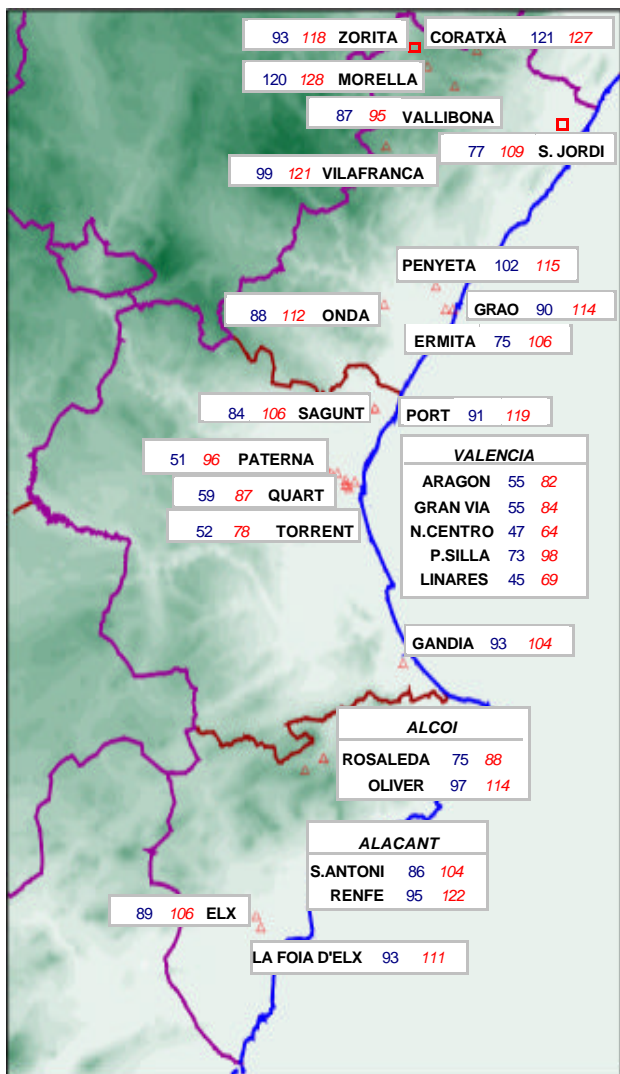 93 118 ZORITA
CORATXÀ 121 127
120 128 MORELLA
87 95 VALLIBONA
77 109 S. JORDI
99 121 VILAFRANCA
PENYETA 102 115
88 112 ONDA
GRAO 90 114
ERMITA 75 106
84 106 SAGUNT
PORT 91 119
51 96 PATERNA
59 87 QUART
52 78 TORRENT
VALENCIA
ARAGON 55 82
GRAN VIA 55 84
N.CENTRO 47 64
P.SILLA 73 98
LINARES 45 69
GANDIA 93 104
ALCOI
ROSALEDA 75 88
OLIVER 97 114
ALACANT
S.ANTONI 86 104
RENFE 95 122
89 106 ELX
LA FOIA D'ELX 93 111